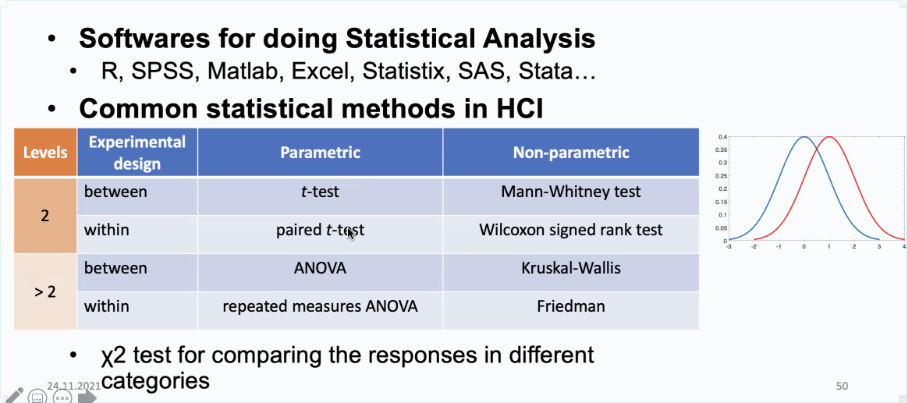 • Softwares for doing Statistical Analysis
• R, SPSS, Matlab, Excel, Statistix, SAS, Stata...
• Common statistical methods in HCI
Levels Experimental design Parametric Non-parametric
2 between t-test Mann-Whitney test
within paired t-test Wilcoxon signed rank test
> 2 between ANOVA Kruskal-Wallis
within repeated measures ANOVA Friedman
0.4
0.35
0.3
0.25
0.2
0.15
0.1
0.05
0
-3 -2 -1 0 1 2 3 4
• χ2 test for comparing the responses in different
categories
24.11.2021
50